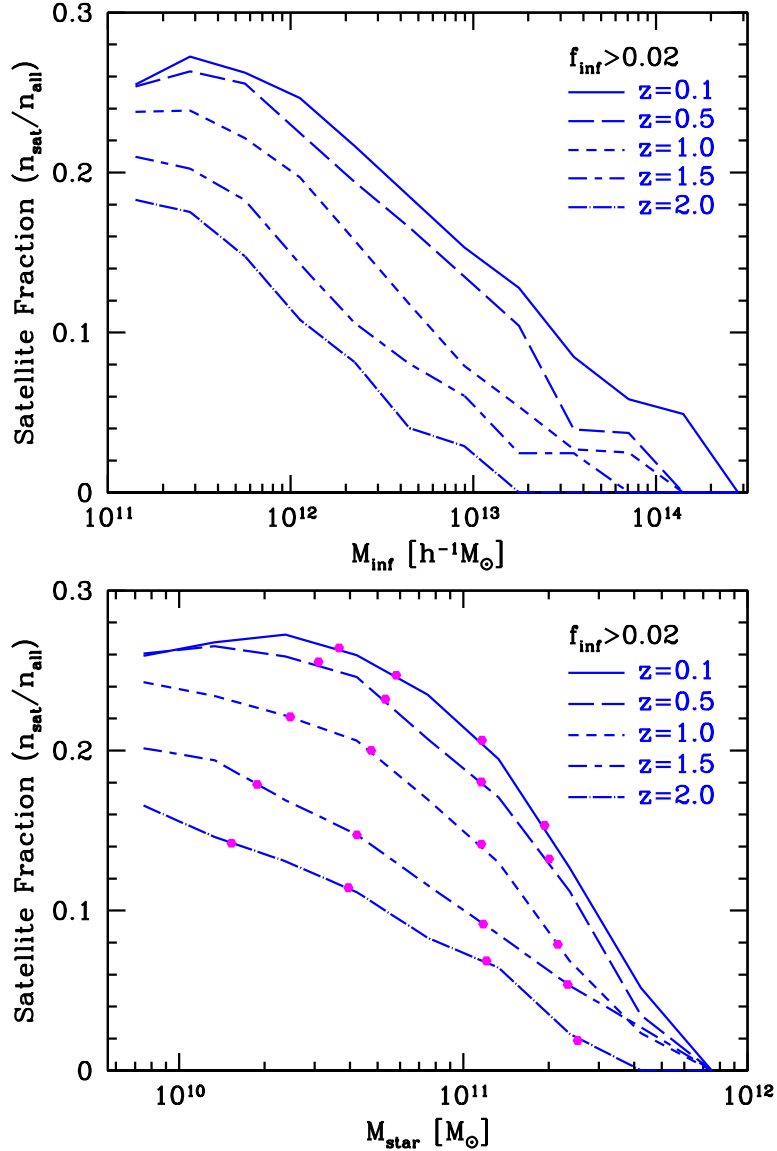 0.3
0.2
0.1
0
Satellite Fraction (n_sat/n_all)
f_inf>0.02
z=0.1
z=0.5
z=1.0
z=1.5
z=2.0
10^11 10^12 10^13 10^14
M_inf [h^-1M_⊙]
0.3
0.2
0.1
0
Satellite Fraction (n_sat/n_all)
f_inf>0.02
z=0.1
z=0.5
z=1.0
z=1.5
z=2.0
10^10 10^11 10^12
M_star [M_⊙]